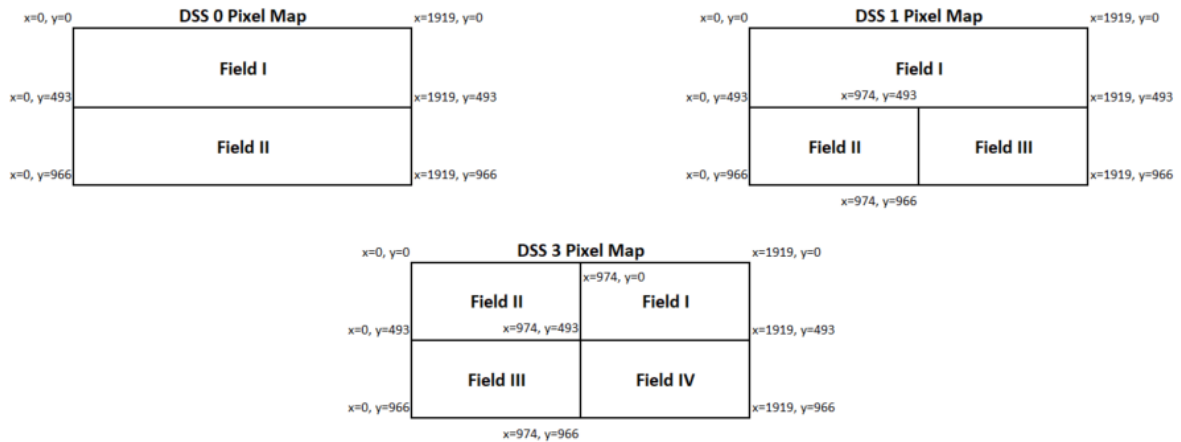 DSS 0 Pixel Map
x=0, y=0
x=1919, y=0
Field I
x=0, y=493
x=1919, y=493
Field II
x=0, y=966
x=1919, y=966
DSS 1 Pixel Map
x=0, y=0
x=1919, y=0
Field I
x=974, y=493
x=0, y=493
x=1919, y=493
Field II
Field III
x=0, y=966
x=1919, y=966
x=974, y=966
DSS 3 Pixel Map
x=0, y=0
x=1919, y=0
x=974, y=0
Field II
Field I
x=0, y=493
x=974, y=493
x=1919, y=493
Field III
Field IV
x=0, y=966
x=1919, y=966
x=974, y=966